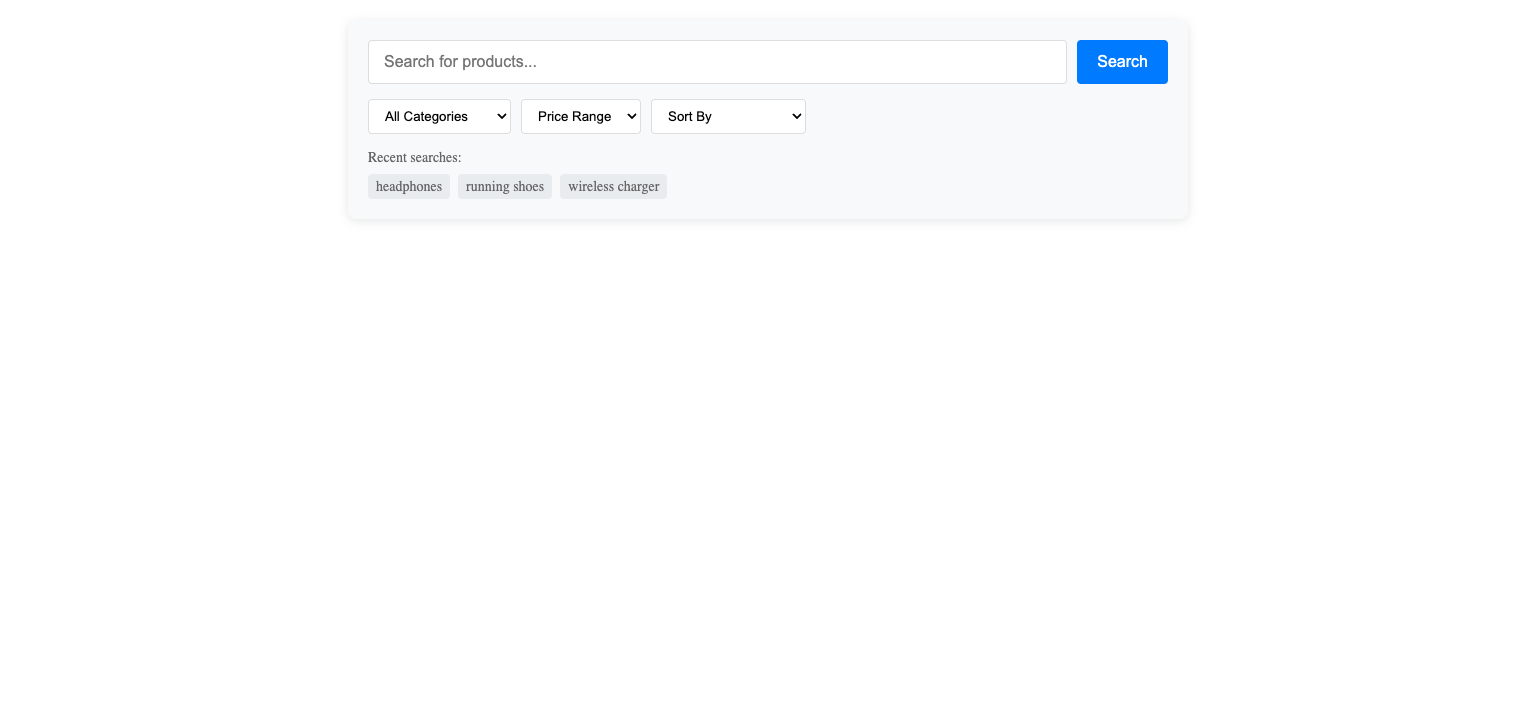 Search for products... Search
All Categories Price Range Sort By
Recent searches:
headphones running shoes wireless charger